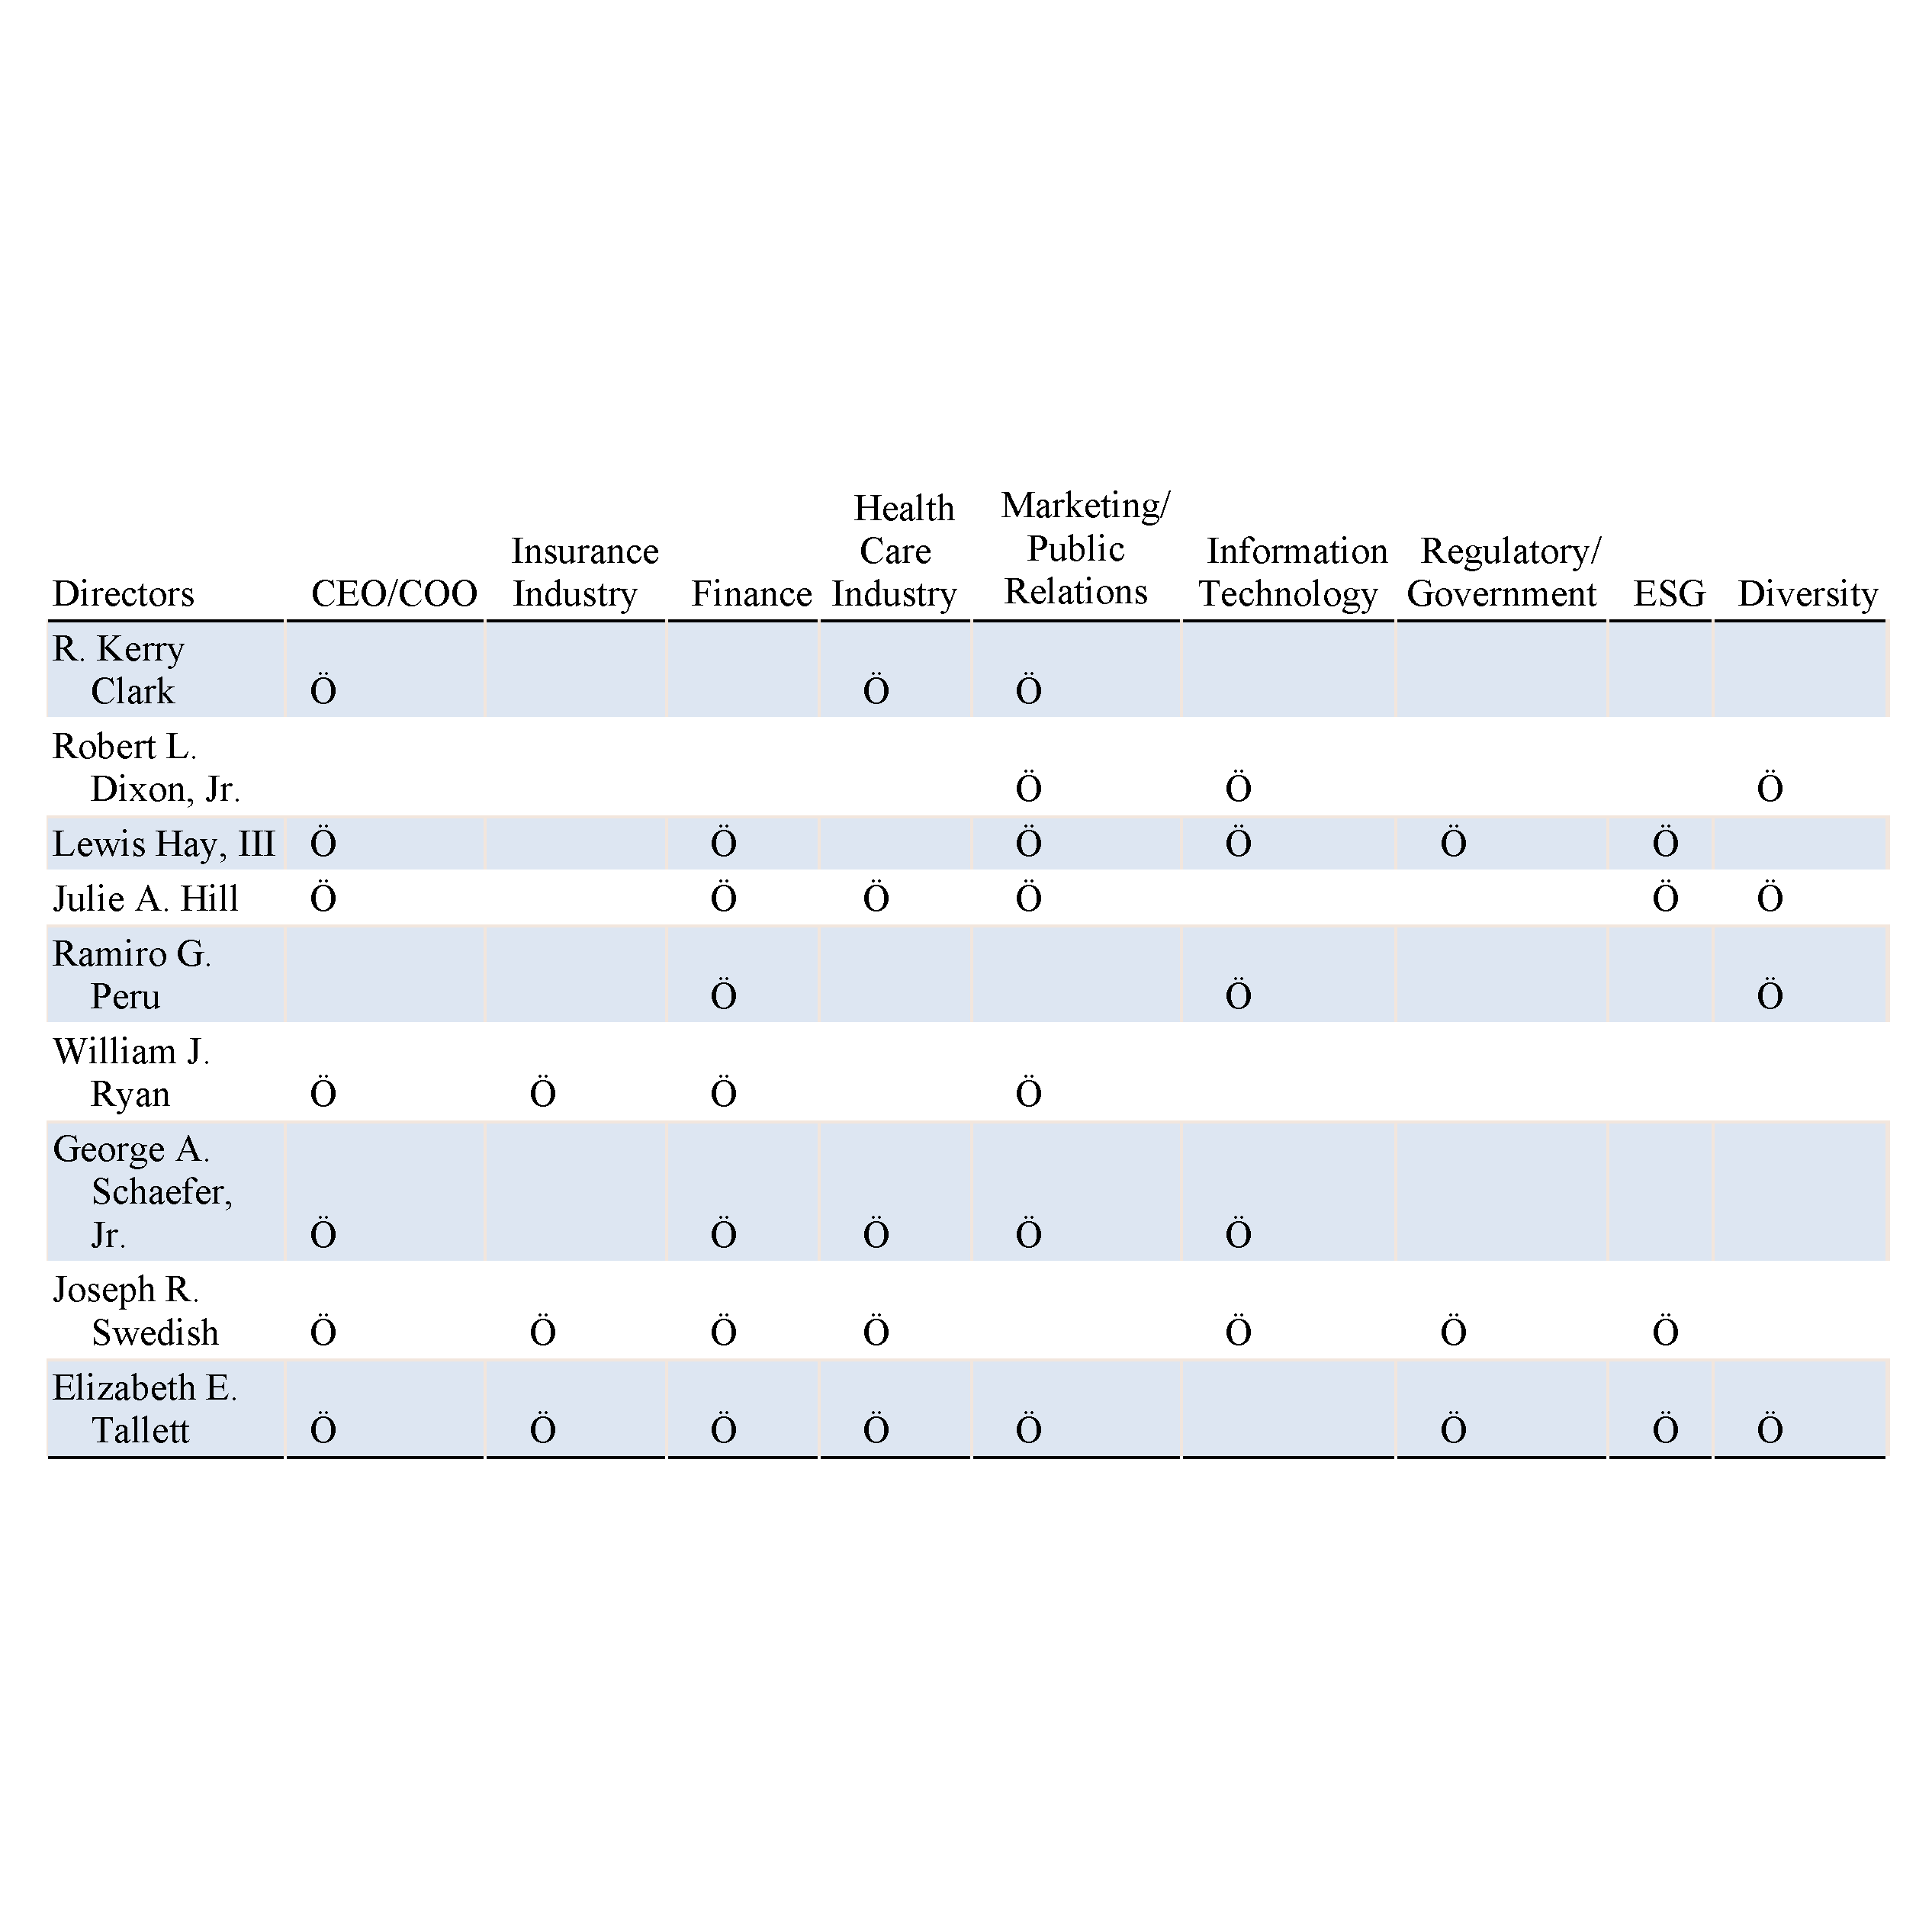 Health Marketing/
Insurance Care Public Information Regulatory/
Directors CEO/COO Industry Finance Industry Relations Technology Government ESG Diversity
R. Kerry
Clark Ö Ö Ö
Robert L.
Dixon, Jr. Ö Ö Ö
Lewis Hay, III Ö Ö Ö Ö Ö Ö
Julie A. Hill Ö Ö Ö Ö Ö Ö
Ramiro G.
Peru Ö Ö Ö
William J.
Ryan Ö Ö Ö Ö
George A.
Schaefer,
Jr. Ö Ö Ö Ö Ö
Joseph R.
Swedish Ö Ö Ö Ö Ö Ö Ö
Elizabeth E.
Tallett Ö Ö Ö Ö Ö Ö Ö Ö